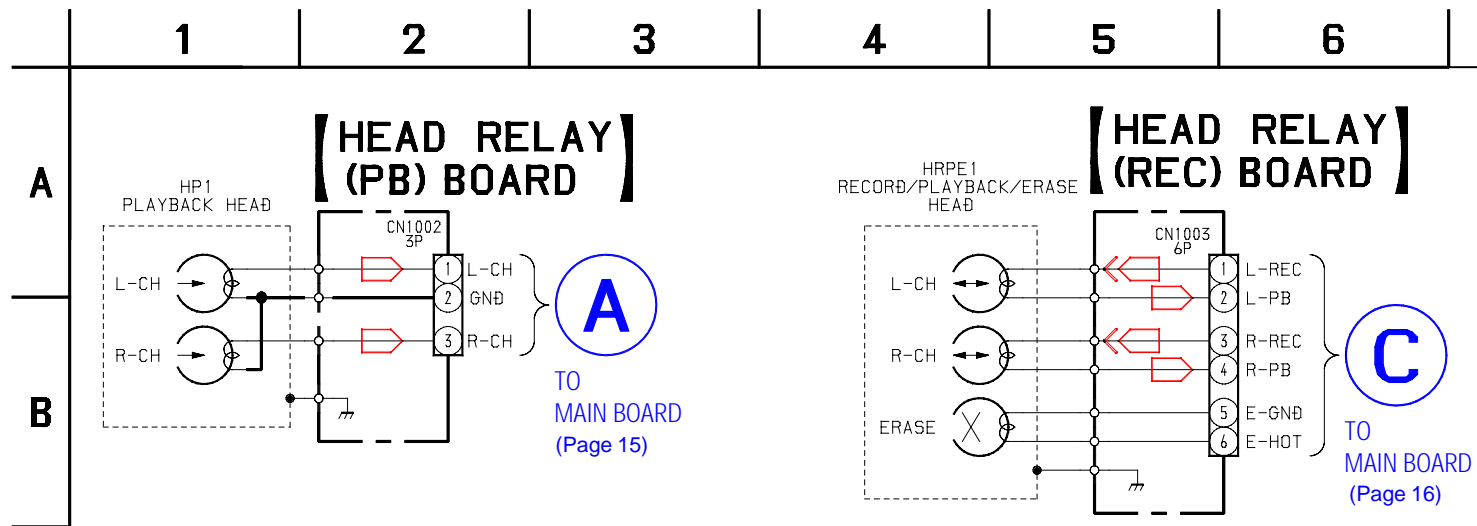 1 2 3 4 5 6
A
B
【HEAD RELAY
(PB) BOARD】
HP1
PLAYBACK HEAD
CN1002
3P
L-CH
R-CH
1 L-CH
2 GND
3 R-CH
A
TO
MAIN BOARD
(Page 15)
【HEAD RELAY
(REC) BOARD】
HRPE1
RECORD/PLAYBACK/ERASE
HEAD
CN1003
6P
L-CH
R-CH
ERASE
1 L-REC
2 L-PB
3 R-REC
4 R-PB
5 E-GND
6 E-HOT
C
TO
MAIN BOARD
(Page 16)